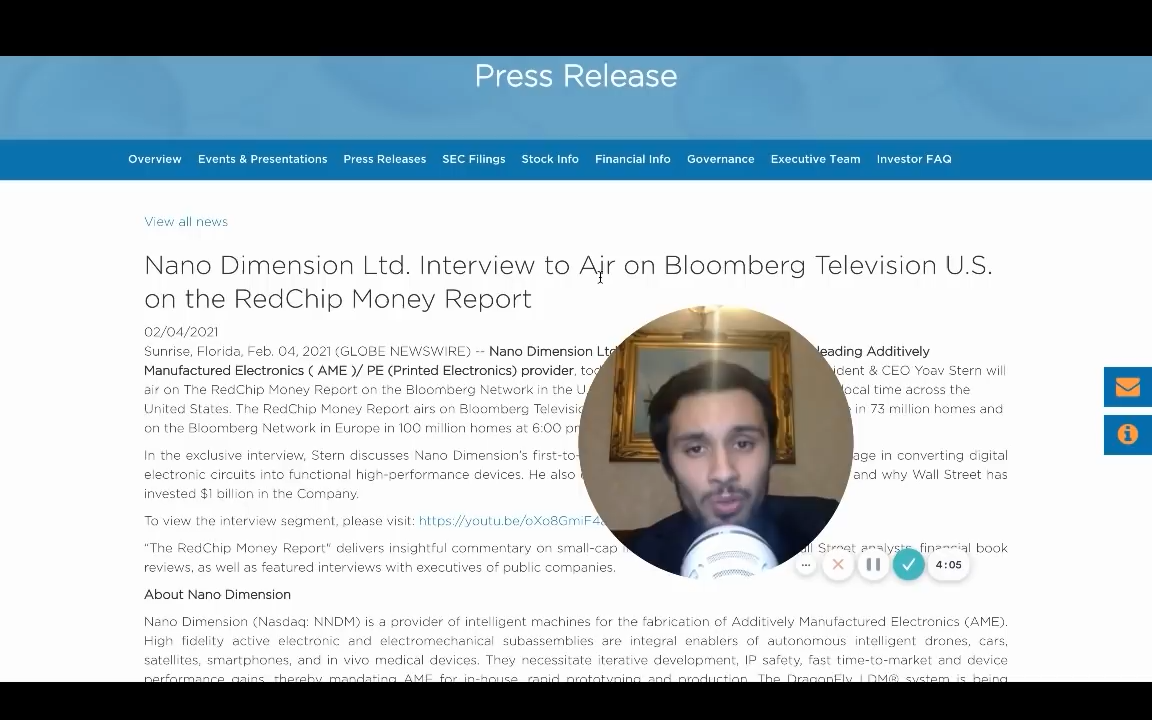 Press Release
Overview Events & Presentations Press Releases SEC Filings Stock Info Financial Info Governance Executive Team Investor FAQ
View all news
Nano Dimension Ltd. Interview to Air on Bloomberg Television U.S.
on the RedChip Money Report
02/04/2021
Sunrise, Florida, Feb. 04, 2021 (GLOBE NEWSWIRE) -- Nano Dimension Ltd leading Additively
Manufactured Electronics ( AME )/ PE (Printed Electronics) provider, CEO Yoav Stern will
air on The RedChip Money Report on the Bloomberg Network in the U local time across the
United States. The RedChip Money Report airs on Bloomberg in 73 million homes and
on the Bloomberg Network in Europe in 100 million homes at 6:00
In the exclusive interview, Stern discusses Nano Dimension's in converting digital
electronic circuits into functional high-performance devices. He also and why Wall Street has
invested $1 billion in the Company.
To view the interview segment, please visit:
"The RedChip Money Report" delivers insightful commentary on small-cap Street analysts, financial book
reviews, as well as featured interviews with executives of public companies.
4:05
About Nano Dimension
Nano Dimension (Nasdaq: NNDM) is a provider of intelligent machines for the fabrication of Additively Manufactured Electronics (AME).
High fidelity active electronic and electromechanical subassemblies are integral enablers of autonomous intelligent drones, cars,
satellites, smartphones, and in vivo medical devices. They necessitate iterative development, IP safety, fast time-to-market and device
performance gains, thereby mandating AME for in-house, rapid prototyping and production. The DragonFly LDM® system is being